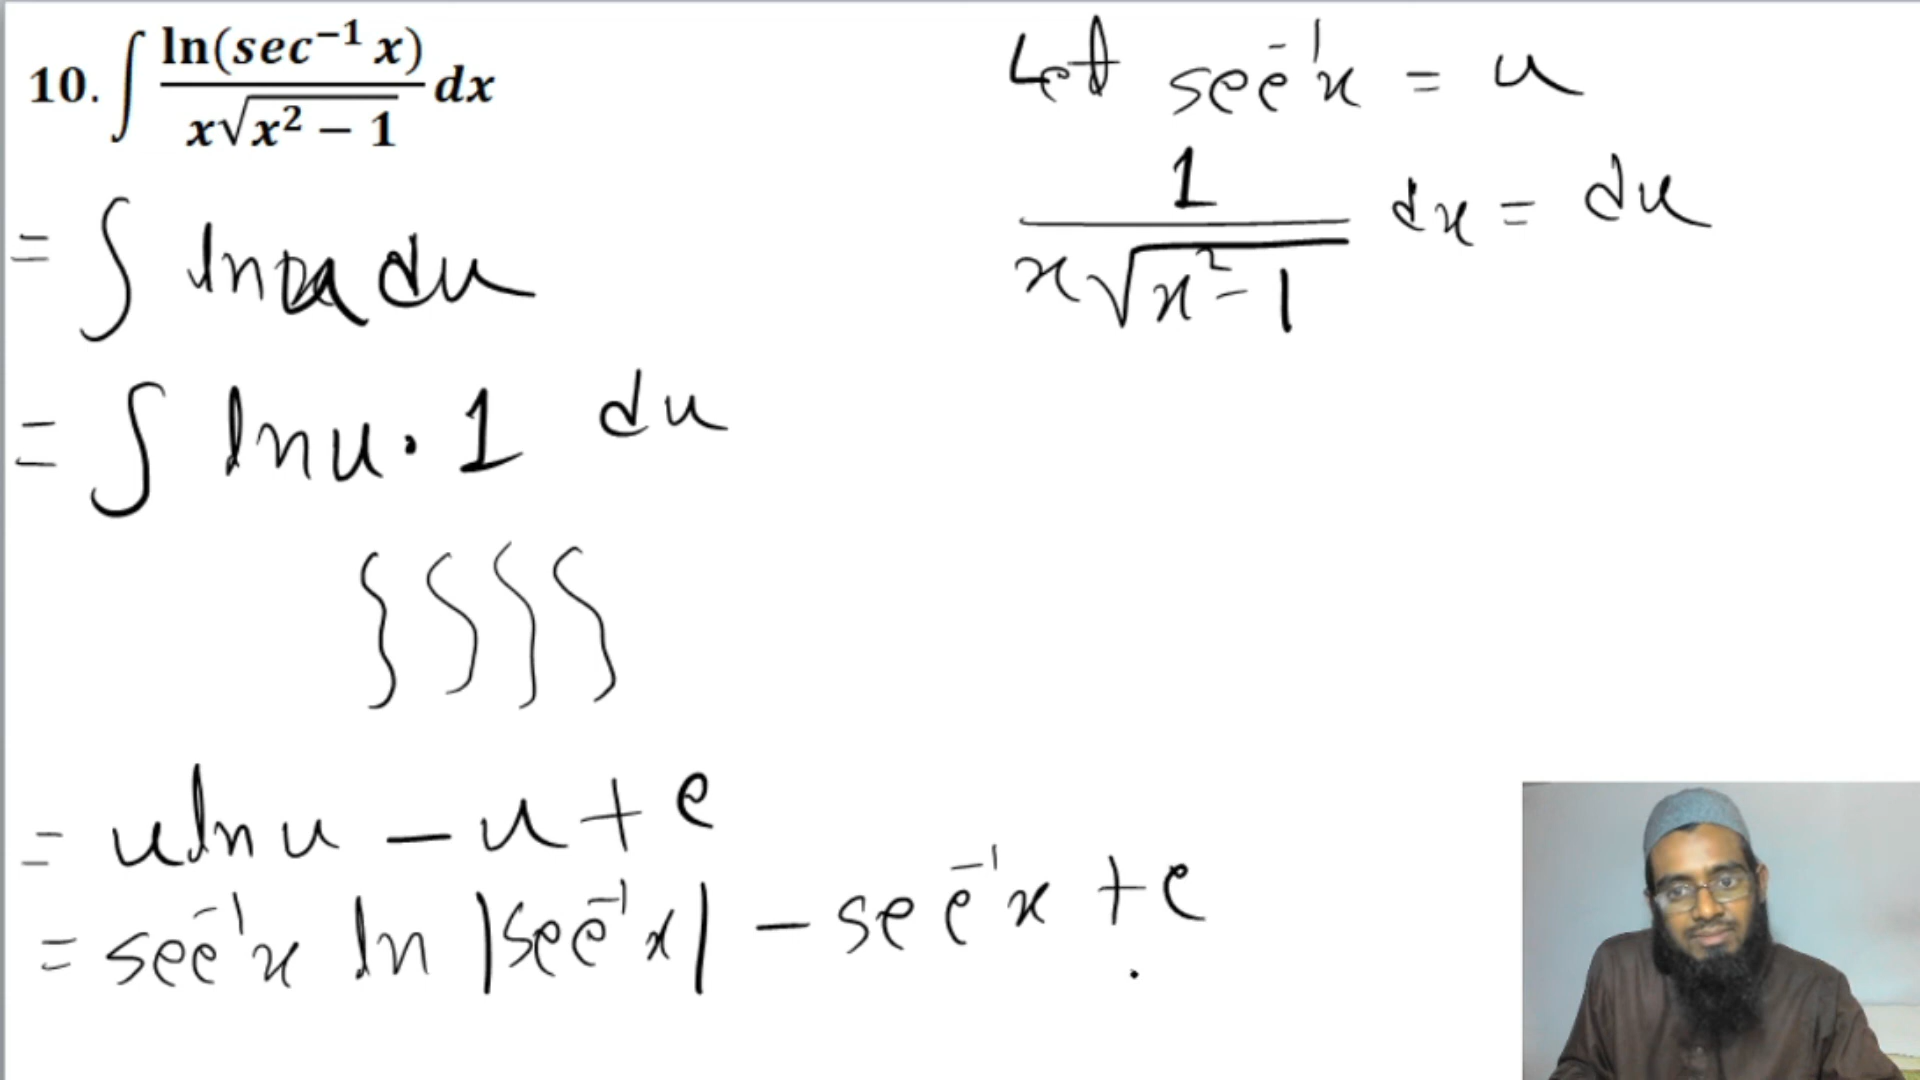 10. ∫ ln(sec⁻¹ x) / x√x² − 1 dx
= ∫ ln u du
= ∫ ln u · 1 du
= u ln u − u + c
= sec⁻¹x ln |sec⁻¹x| − sec⁻¹x + c .
Let sec⁻¹x = u
1 / x√x² − 1 dx = du